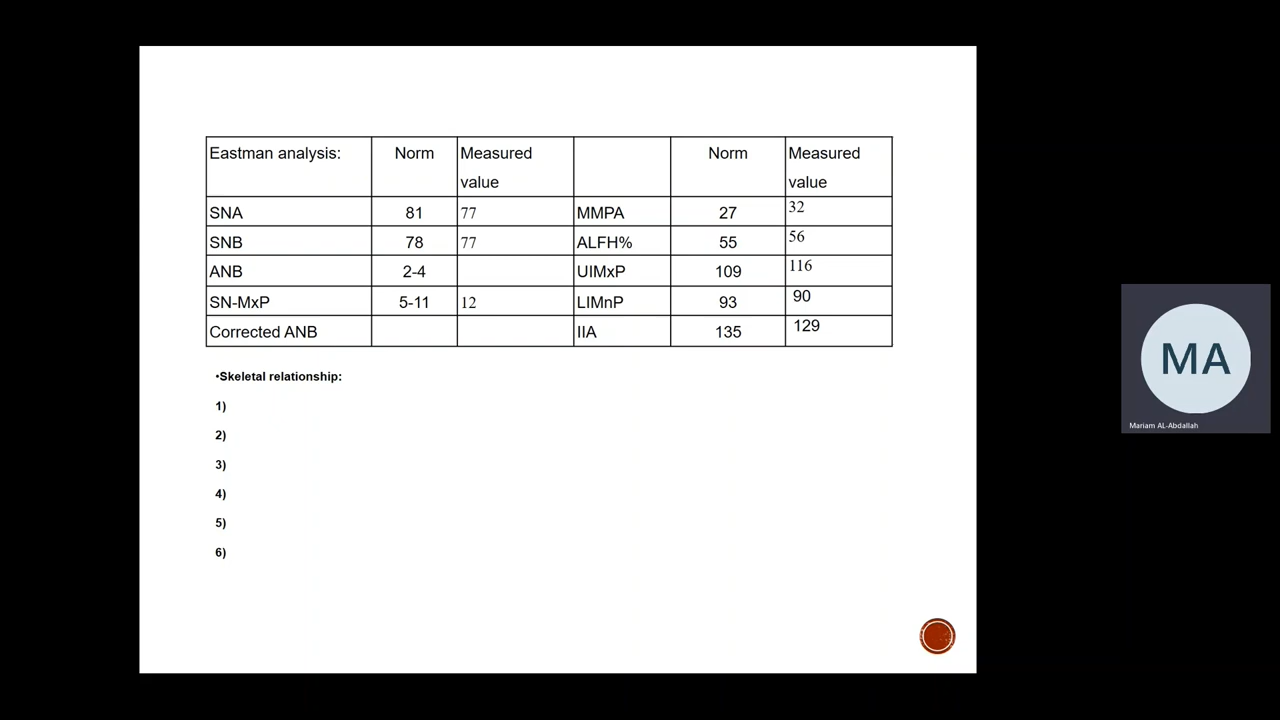 Eastman analysis: Norm Measured value Norm Measured value
SNA 81 77 MMPA 27 32
SNB 78 77 ALFH% 55 56
ANB 2-4 UIMxP 109 116
SN-MxP 5-11 12 LIMnP 93 90
Corrected ANB IIA 135 129
•Skeletal relationship:
1)
2)
3)
4)
5)
6)
MA
Mariam AL-Abdallah